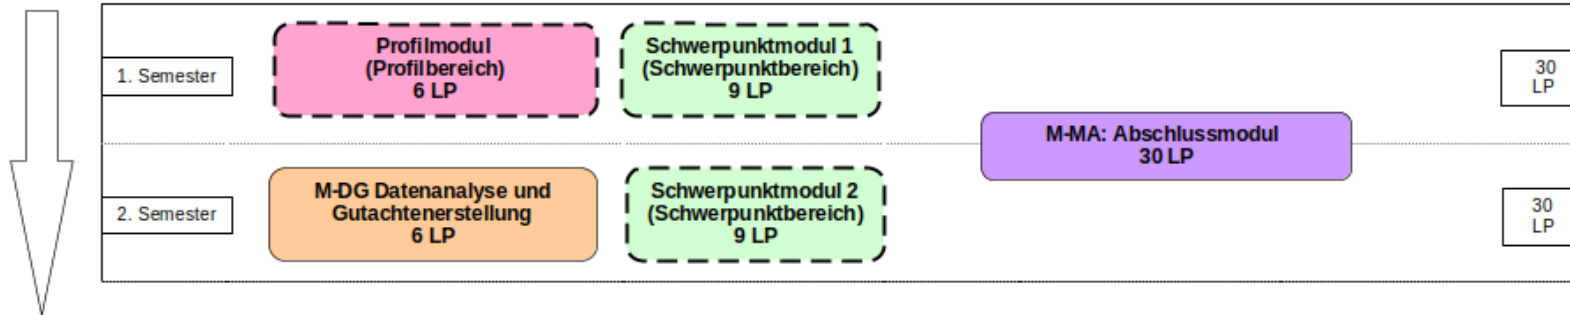 1. Semester
Profilmodul
(Profilbereich)
6 LP
Schwerpunktmodul 1
(Schwerpunktbereich)
9 LP
30
LP
M-MA: Abschlussmodul
30 LP
2. Semester
M-DG Datenanalyse und
Gutachtenerstellung
6 LP
Schwerpunktmodul 2
(Schwerpunktbereich)
9 LP
30
LP